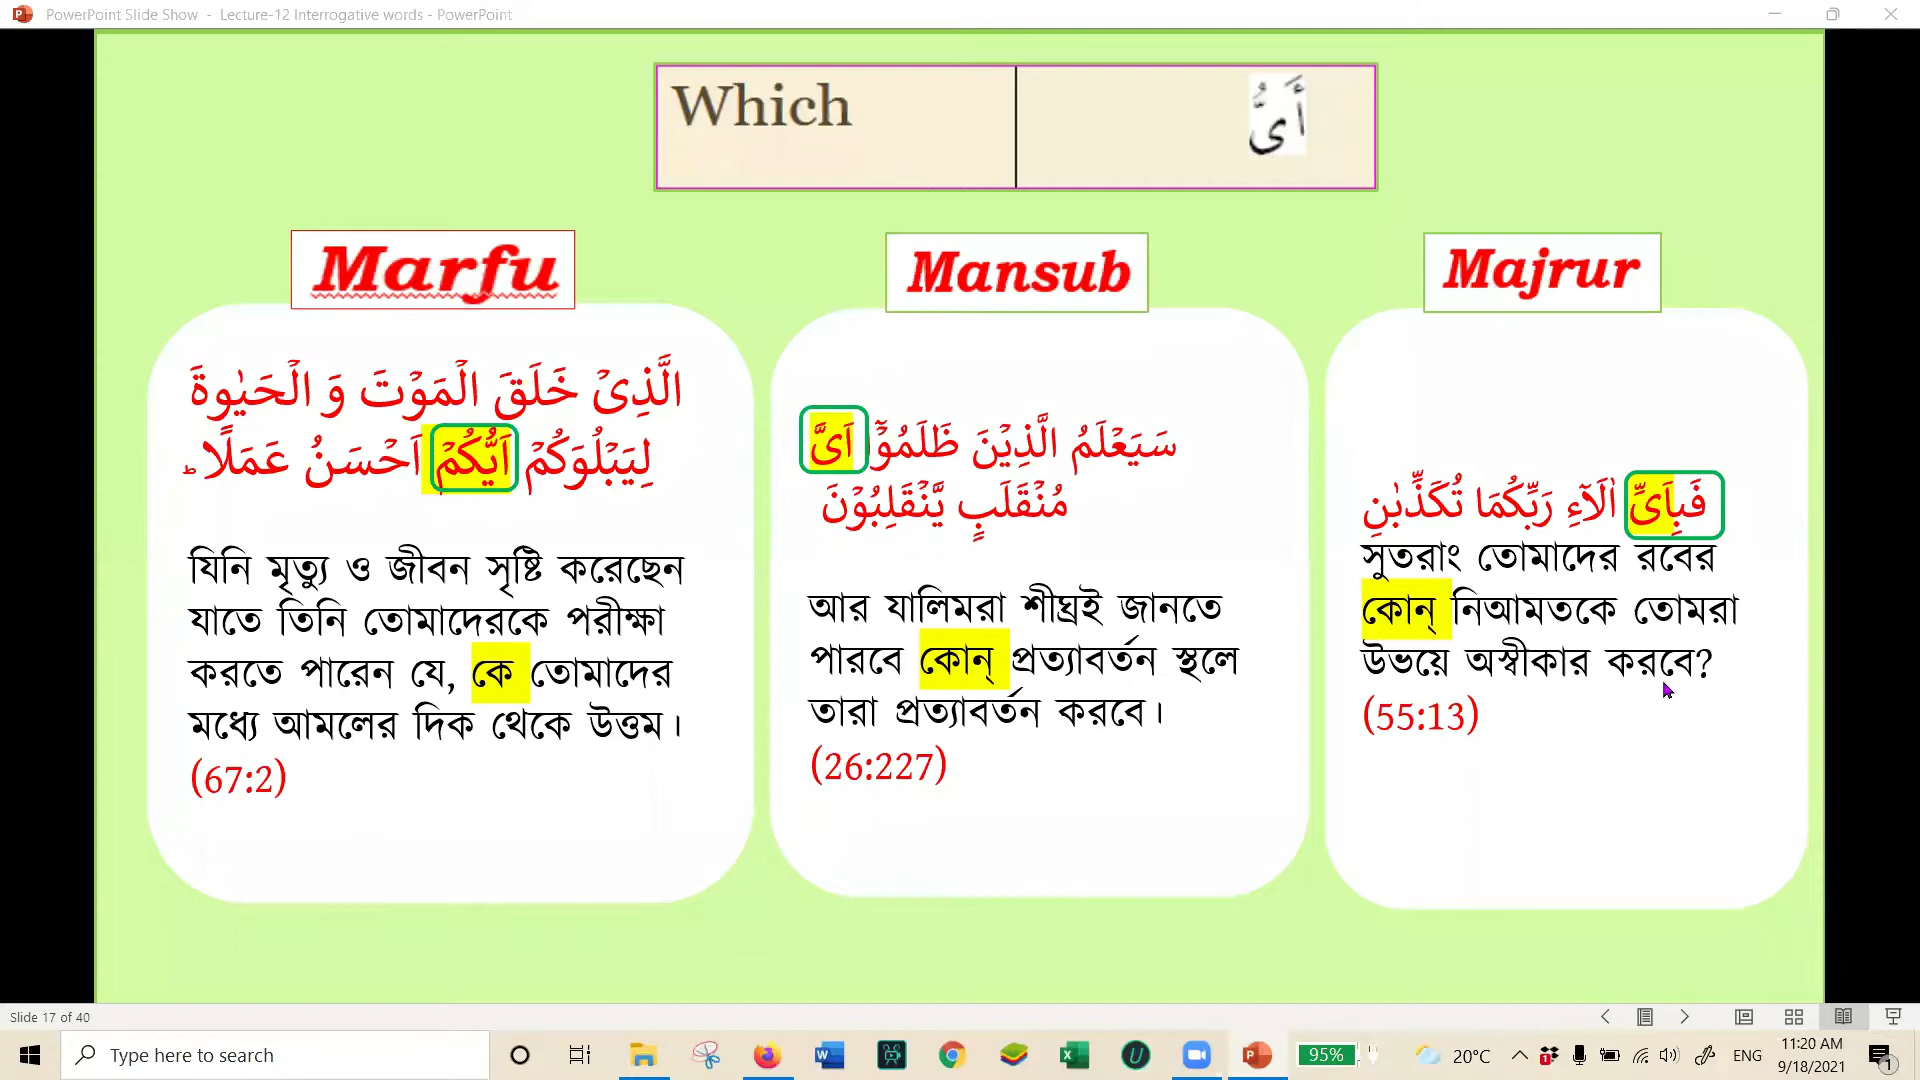 PowerPoint Slide Show - Lecture-12 Interrogative words - PowerPoint
Which
أَىُّ
Marfu
الَّذِیْ خَلَقَ الْمَوْتَ وَ الْحَیٰوةَ
لِیَبْلُوَكُمْ اَیُّكُمْ اَحْسَنُ عَمَلًا ؕ
যিনি মৃত্যু ও জীবন সৃষ্টি করেছেন
যাতে তিনি তোমাদেরকে পরীক্ষা
করতে পারেন যে, কে তোমাদের
মধ্যে আমলের দিক থেকে উত্তম।
(67:2)
Mansub
سَیَعْلَمُ الَّذِیْنَ ظَلَمُوْۤا اَیَّ
مُنْقَلَبٍ یَّنْقَلِبُوْنَ
আর যালিমরা শীঘ্রই জানতে
পারবে কোন্ প্রত্যাবর্তন স্থলে
তারা প্রত্যাবর্তন করবে।
(26:227)
Majrur
فَبِاَیِّ اٰلَآءِ رَبِّكُمَا تُكَذِّبٰنِ
সুতরাং তোমাদের রবের
কোন্ নিআমতকে তোমরা
উভয়ে অস্বীকার করবে?
(55:13)
Slide 17 of 40
Type here to search
95%
20°C
ENG
11:20 AM
9/18/2021
1